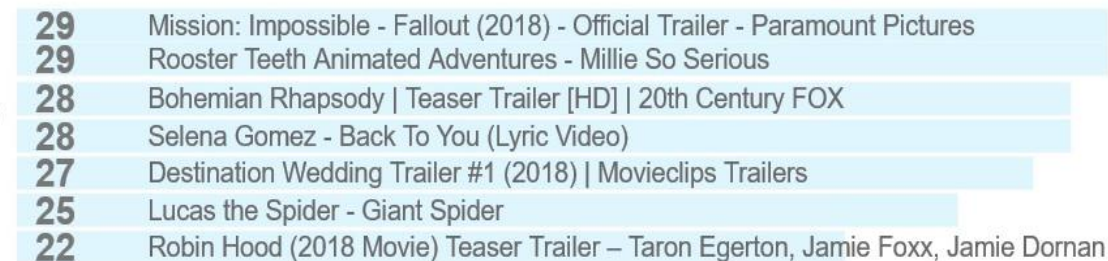 29 Mission: Impossible - Fallout (2018) - Official Trailer - Paramount Pictures
29 Rooster Teeth Animated Adventures - Millie So Serious
28 Bohemian Rhapsody | Teaser Trailer [HD] | 20th Century FOX
28 Selena Gomez - Back To You (Lyric Video)
27 Destination Wedding Trailer #1 (2018) | Movieclips Trailers
25 Lucas the Spider - Giant Spider
22 Robin Hood (2018 Movie) Teaser Trailer – Taron Egerton, Jamie Foxx, Jamie Dornan